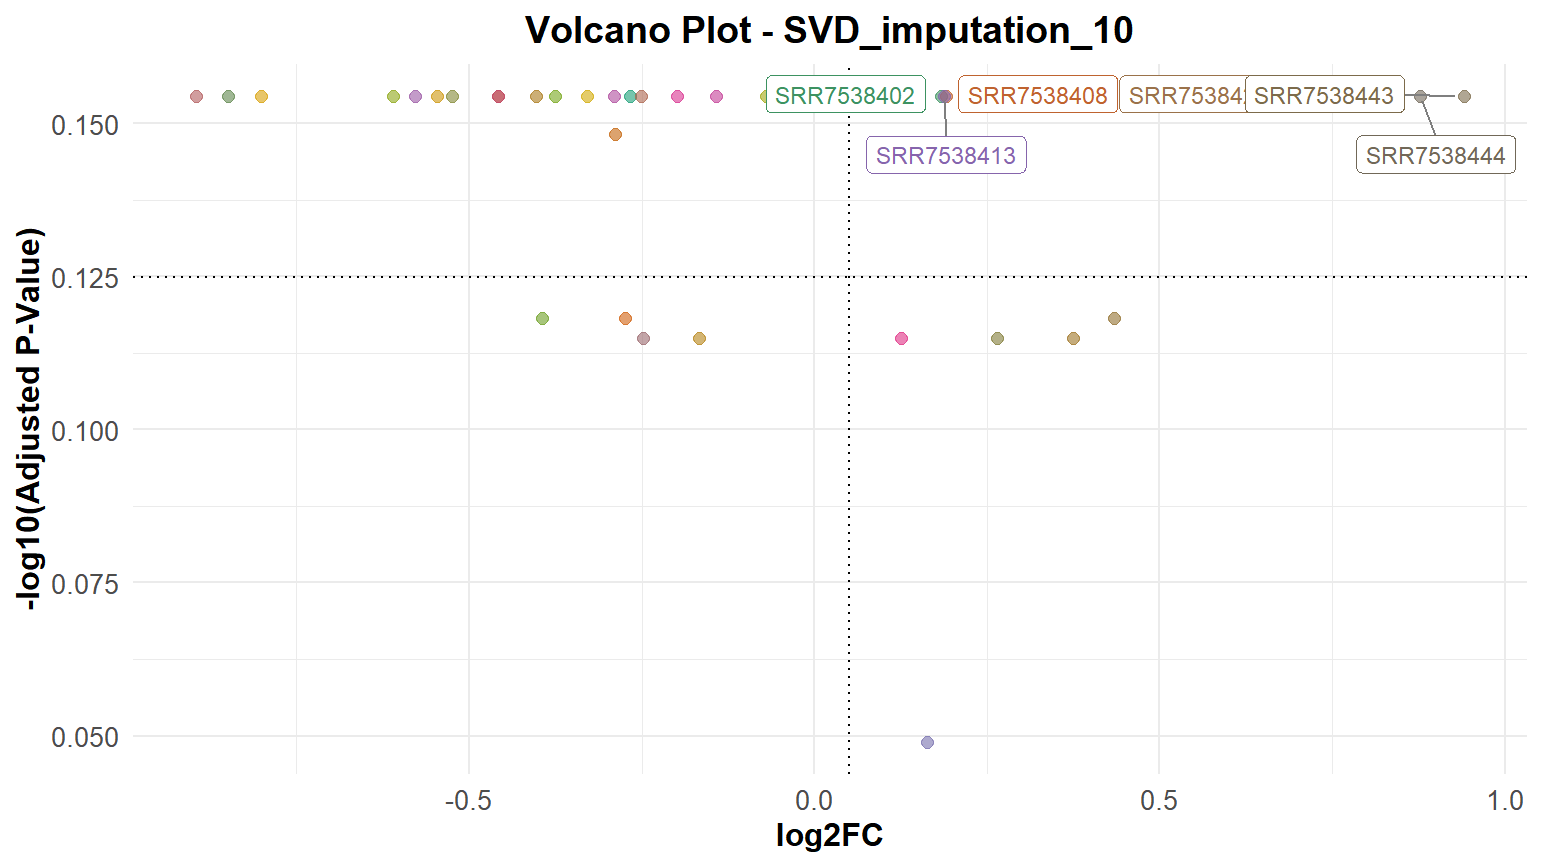 Volcano Plot - SVD_imputation_10
-log10(Adjusted P-Value)
0.150
0.125
0.100
0.075
0.050
SRR7538402
SRR7538408
SRR7538443
SRR7538413
SRR7538444
-0.5
0.0
0.5
1.0
log2FC